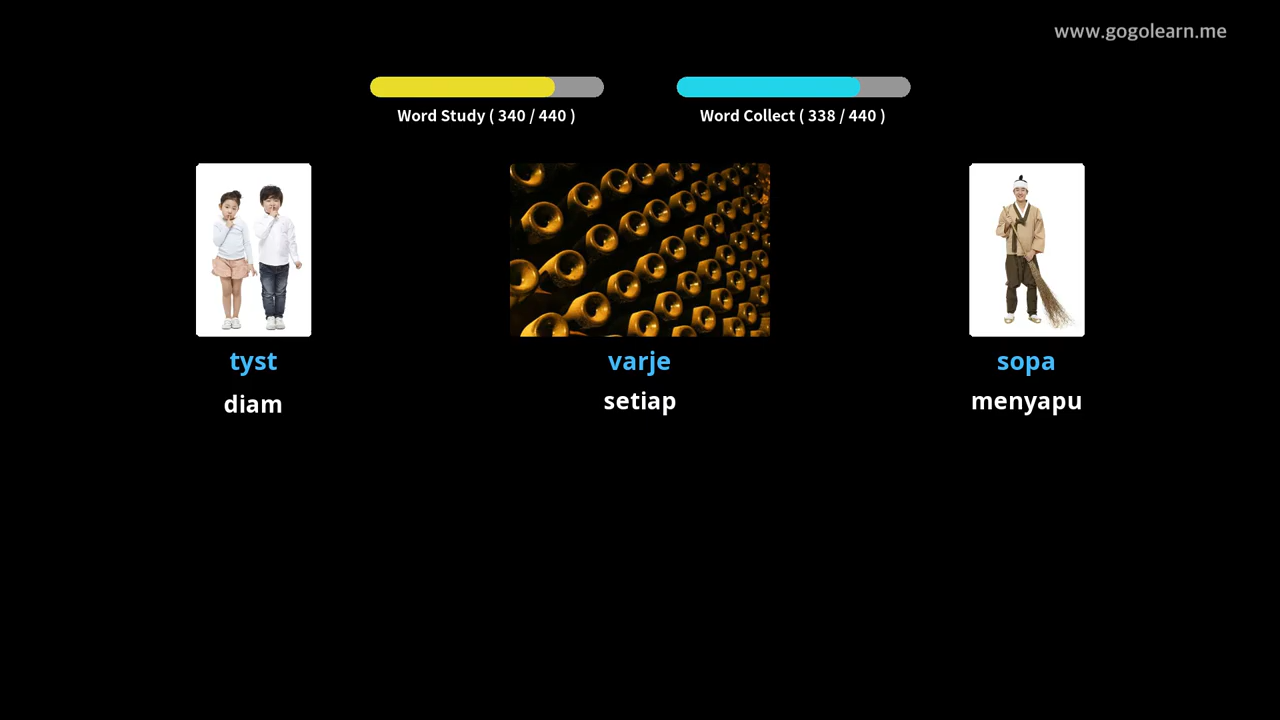 www.gogolearn.me
Word Study ( 340 / 440 )
Word Collect ( 338 / 440 )
tyst
varje
sopa
diam
setiap
menyapu